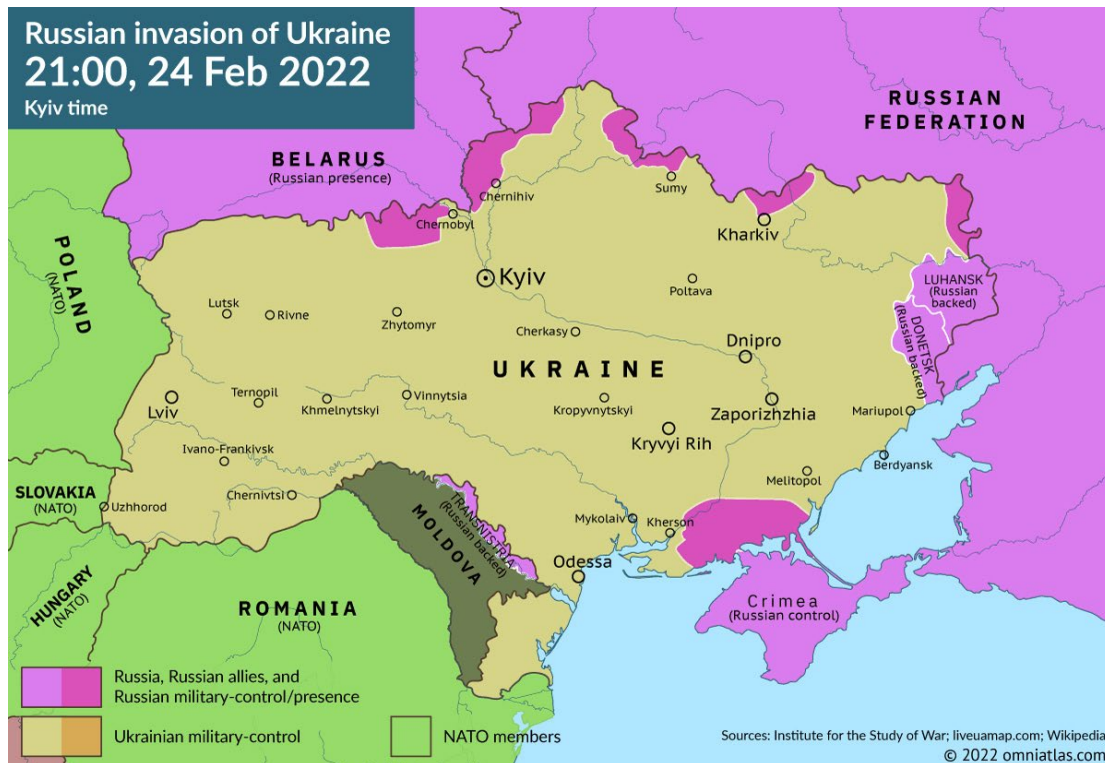 Russian invasion of Ukraine
21:00, 24 Feb 2022
Kyiv time
RUSSIAN
FEDERATION
BELARUS
(Russian presence)
Chernihiv
Sumy
Chernobyl
Kharkiv
POLAND
(NATO)
Kyiv
Poltava
LUHANSK
(Russian
backed)
Lutsk
Rivne
Zhytomyr
Cherkasy
DONETSK
(Russian backed)
Dnipro
UKRAINE
Lviv
Ternopil
Khmelnytskyi
Vinnytsia
Kropyvnytskyi
Zaporizhzhia
Mariupol
Kryvyi Rih
Ivano-Frankivsk
Berdyansk
Melitopol
SLOVAKIA
(NATO)
Uzhhorod
Chernivtsi
TRANSNISTRIA
(Russian backed)
MOLDOVA
Mykolaiv
Kherson
Odessa
HUNGARY
(NATO)
ROMANIA
(NATO)
Crimea
(Russian control)
Russia, Russian allies, and
Russian military-control/presence
Ukrainian military-control
NATO members
Sources: Institute for the Study of War; liveuamap.com; Wikipedia
© 2022 omniatlas.com